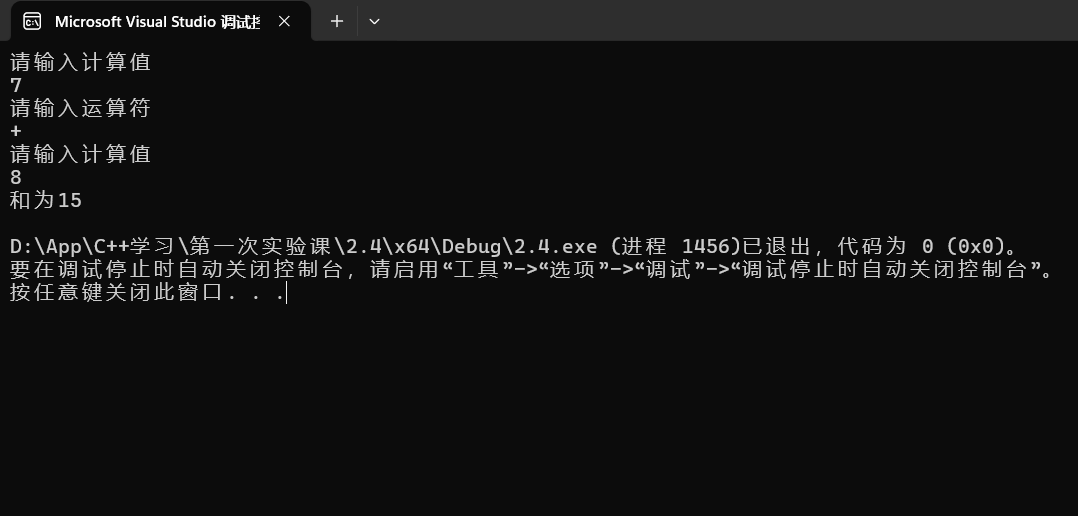 Microsoft Visual Studio 调试控
请输入计算值
7
请输入运算符
+
请输入计算值
8
和为15
D:\App\C++学习\第一次实验课\2.4\x64\Debug\2.4.exe (进程 1456)已退出，代码为 0 (0x0)。
要在调试停止时自动关闭控制台，请启用“工具”->“选项”->“调试”->“调试停止时自动关闭控制台”。
按任意键关闭此窗口. . .